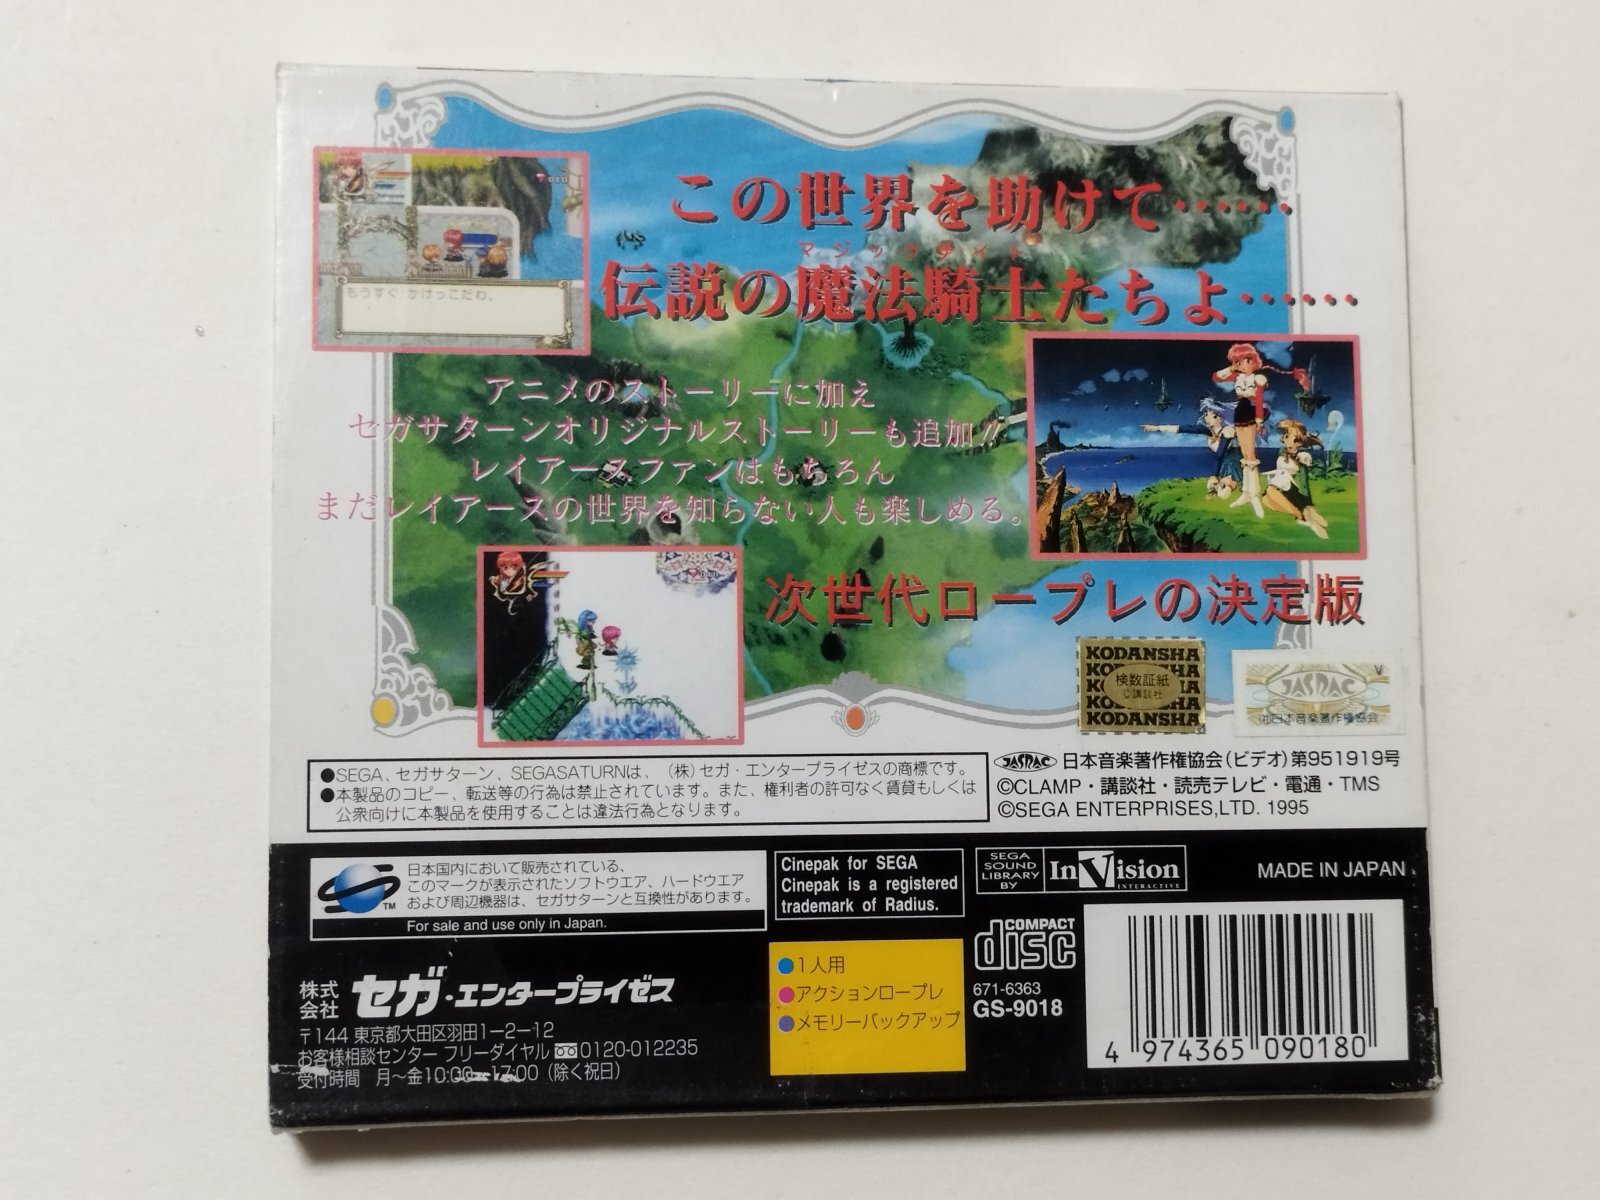 この世界を助けて……
マジックナイト
伝説の魔法騎士たちよ……
もうすぐ かけっこだわ。
アニメのストーリーに加え
セガサターンオリジナルストーリーも追加!!
レイアースファンはもちろん
まだレイアースの世界を知らない人も楽しめる。
次世代ロープレの決定版
KODANSHA
KODANSHA
KODANSHA
検数証紙
©講談社
JASRAC
(社)日本音楽著作権協会
V
●SEGA、セガサターン、SEGASATURNは、(株)セガ・エンタープライゼスの商標です。
●本製品のコピー、転送等の行為は禁止されています。また、権利者の許可なく賃貸もしくは
公衆向けに本製品を使用することは違法行為となります。
JASRAC 日本音楽著作権協会(ビデオ)第951919号
©CLAMP・講談社・読売テレビ・電通・TMS
©SEGA ENTERPRISES,LTD. 1995
TM
日本国内において販売されている、
このマークが表示されたソフトウエア、ハードウエア
および周辺機器は、セガサターンと互換性があります。
For sale and use only in Japan.
Cinepak for SEGA
Cinepak is a registered
trademark of Radius.
SEGA
SOUND
LIBRARY
BY
InVision
INTERACTIVE
MADE IN JAPAN
株式会社 セガ・エンタープライゼス
〒144 東京都大田区羽田1-2-12
お客様相談センター フリーダイヤル 0120-012235
受付時間 月〜金10:00〜17:00(除く祝日)
●1人用
●アクションロープレ
●メモリーバックアップ
COMPACT
disc
671-6363
GS-9018
4 974365 090180